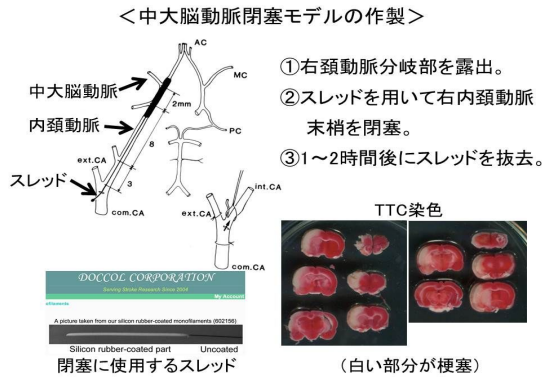 ＜中大脳動脈閉塞モデルの作製＞
AC
MC
中大脳動脈
2mm
内頚動脈
PC
8
ext.CA
スレッド
3
int.CA
com.CA
ext.CA
com.CA
①右頚動脈分岐部を露出。
②スレッドを用いて右内頚動脈
末梢を閉塞。
③1～2時間後にスレッドを抜去。
TTC染色
DOCCOL CORPORATION
Serving Stroke Research Since 2004
My Account
ofilaments
A picture taken from our silicon rubber-coated monofilaments (602156)
Silicon rubber-coated part
Uncoated
閉塞に使用するスレッド
（白い部分が梗塞）